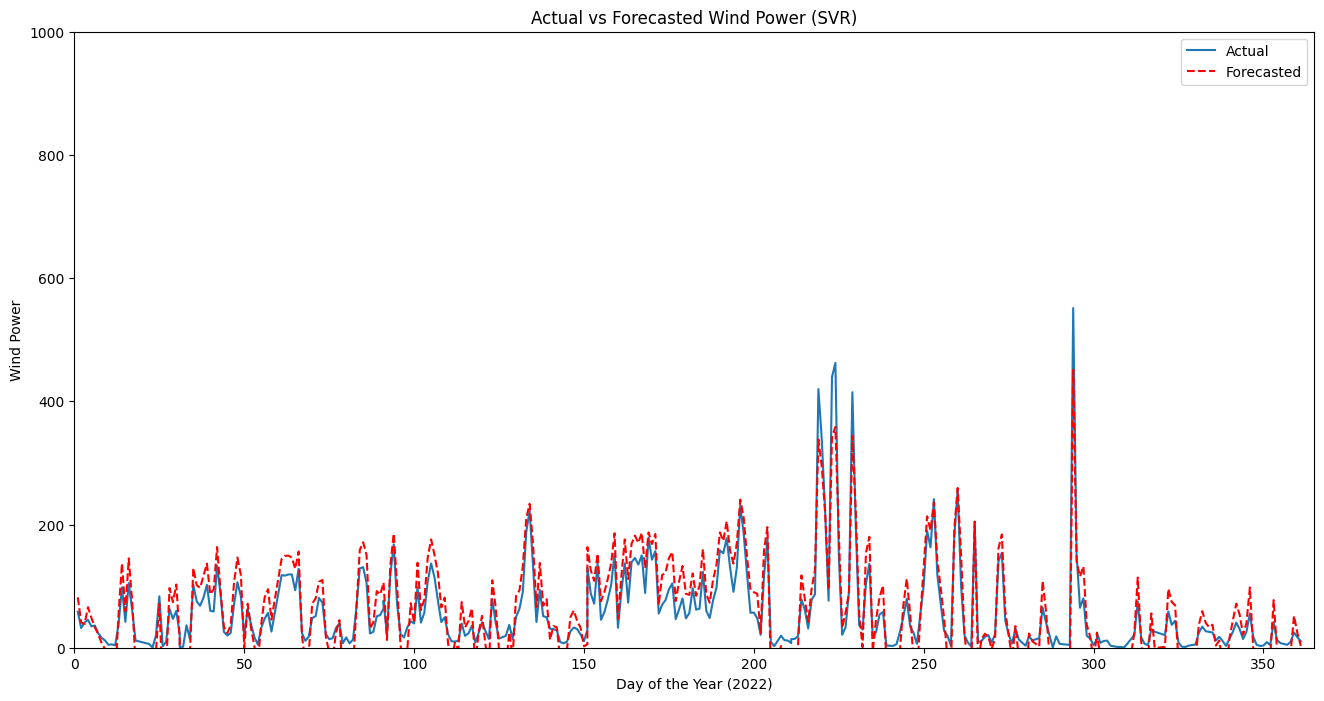 Actual vs Forecasted Wind Power (SVR)
1000
800
600
400
200
0
Wind Power
Actual
Forecasted
0 50 100 150 200 250 300 350
Day of the Year (2022)